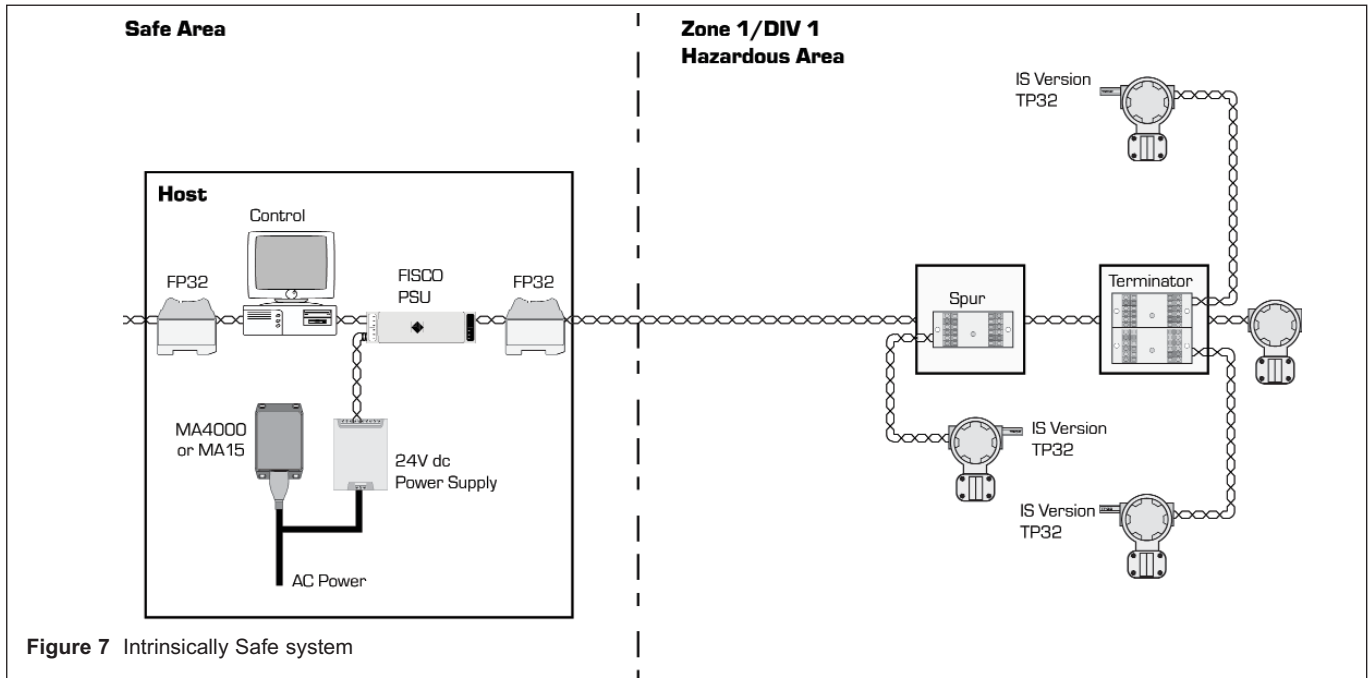 Safe Area
Zone 1/DIV 1
Hazardous Area
IS Version
TP32
Host
Control
FP32
FISCO
PSU
FP32
Spur
Terminator
MA4000
or MA15
24V dc
Power Supply
IS Version
TP32
IS Version
TP32
AC Power
Figure 7 Intrinsically Safe system